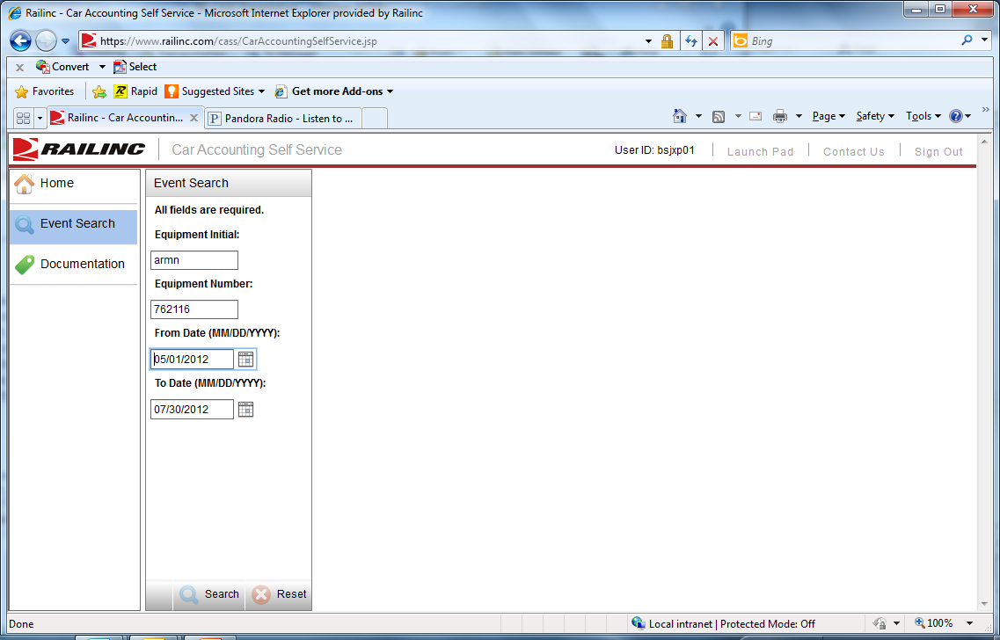 Railinc - Car Accounting Self Service - Microsoft Internet Explorer provided by Railinc
https://www.railinc.com/cass/CarAccountingSelfService.jsp
Bing
x Convert Select
Favorites Rapid Suggested Sites Get more Add-ons
Railinc - Car Accountin... Pandora Radio - Listen to ... Page Safety Tools »
RAILINC Car Accounting Self Service User ID: bsjxp01 Launch Pad Contact Us Sign Out
Home
Event Search
Documentation
Event Search
All fields are required.
Equipment Initial:
armn
Equipment Number:
762116
From Date (MM/DD/YYYY):
05/01/2012
To Date (MM/DD/YYYY):
07/30/2012
Search Reset
Done Local intranet | Protected Mode: Off 100%